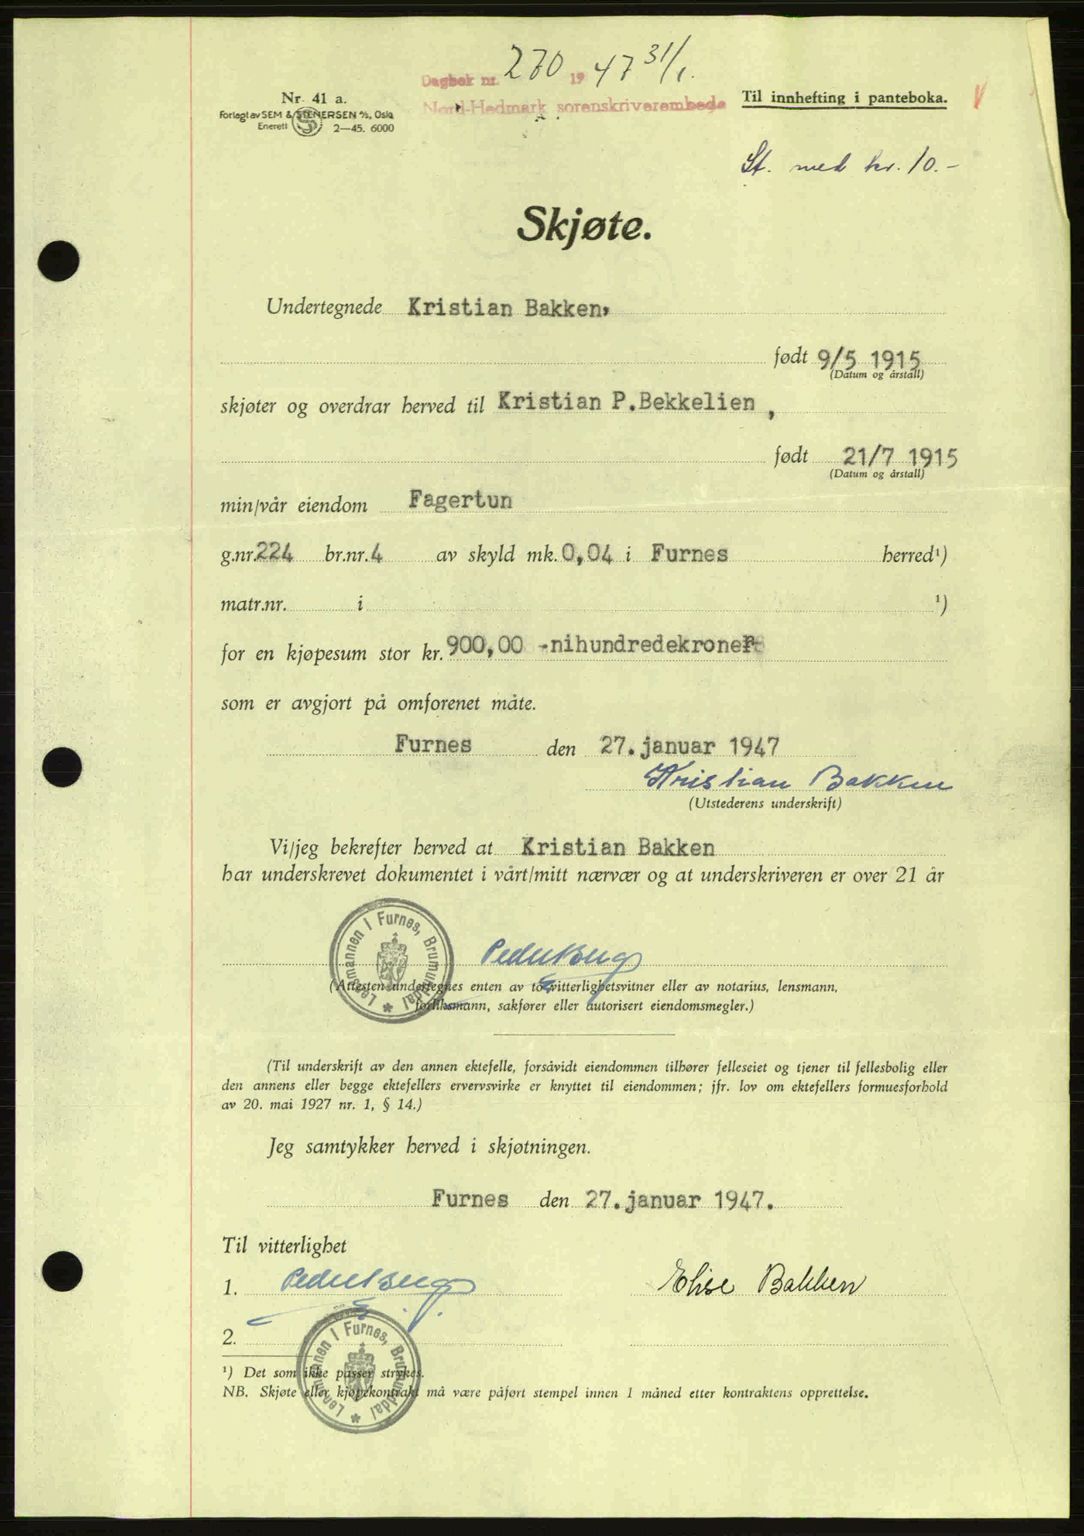 Dagbok nr. 270 1947 31/1.
Nord-Hedmark sorenskriverembede
Nr. 41 a.
Forlagt av SEM & STENERSEN A/S, Oslo
Enerett 2—45. 6000
Til innhefting i panteboka.
St. med kr. 10.-
Skjøte.
Undertegnede Kristian Bakken,
født 9/5 1915
(Datum og årstall)
skjøter og overdrar herved til Kristian P.Bekkelien ,
født 21/7 1915
(Datum og årstall)
min/vår eiendom Fagertun
g.nr. 224 br.nr. 4 av skyld mk. 0,04 i Furnes herred¹)
matr.nr. i ¹)
for en kjøpesum stor kr. 900,00 -nihundredekroner-
som er avgjort på omforenet måte.
Furnes den 27.januar 1947
Kristian Bakken
(Utstederens underskrift)
Vi/jeg bekrefter herved at Kristian Bakken
har underskrevet dokumentet i vårt/mitt nærvær og at underskriveren er over 21 år
Lensmannen i Furnes, Brumunddal
Peder Berg
(Attesten undertegnes enten av to vitterlighetsvitner eller av notarius, lensmann,
forliksmann, sakfører eller autorisert eiendomsmegler.)
(Til underskrift av den annen ektefelle, forsåvidt eiendommen tilhører felleseiet og tjener til fellesbolig eller
den annens eller begge ektefellers ervervsvirke er knyttet til eiendommen; jfr. lov om ektefellers formuesforhold
av 20. mai 1927 nr. 1, § 14.)
Jeg samtykker herved i skjøtningen.
Furnes den 27.januar 1947.
Til vitterlighet
1. Peder Berg Elise Bakken
2.
Lensmannen i Furnes, Brumunddal
¹) Det som ikke passer strykes.
NB. Skjøte eller kjøpekontrakt må være påført stempel innen 1 måned etter kontraktens opprettelse.